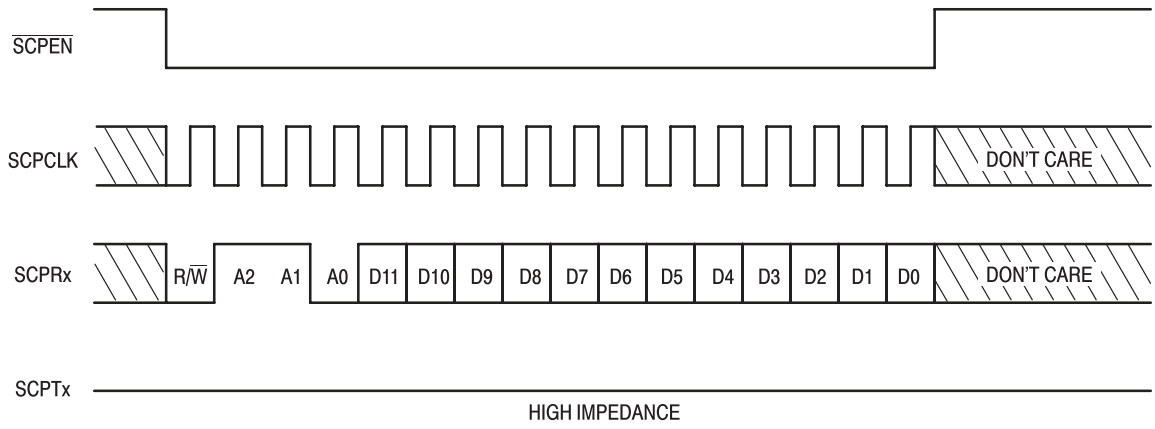 S̅C̅P̅E̅N̅
SCPCLK
DON'T CARE
SCPRx
R/W̅ A2 A1 A0 D11 D10 D9 D8 D7 D6 D5 D4 D3 D2 D1 D0 DON'T CARE
SCPTx
HIGH IMPEDANCE